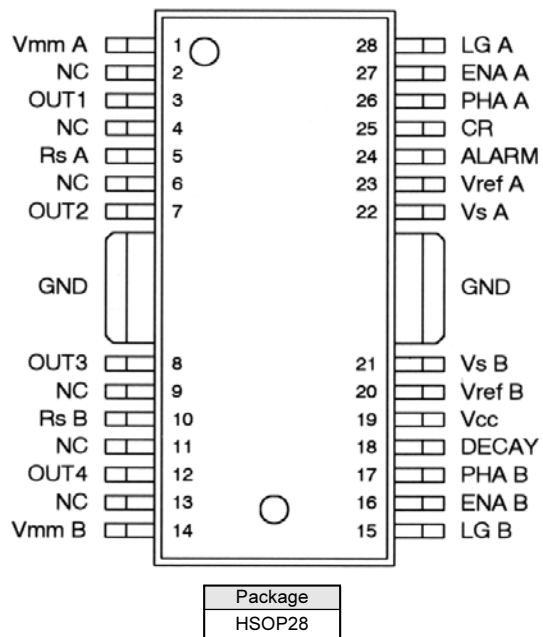 Vmm A 1 28 LG A
NC 2 27 ENA A
OUT1 3 26 PHA A
NC 4 25 CR
Rs A 5 24 ALARM
NC 6 23 Vref A
OUT2 7 22 Vs A
GND GND
OUT3 8 21 Vs B
NC 9 20 Vref B
Rs B 10 19 Vcc
NC 11 18 DECAY
OUT4 12 17 PHA B
NC 13 16 ENA B
Vmm B 14 15 LG B
Package
HSOP28